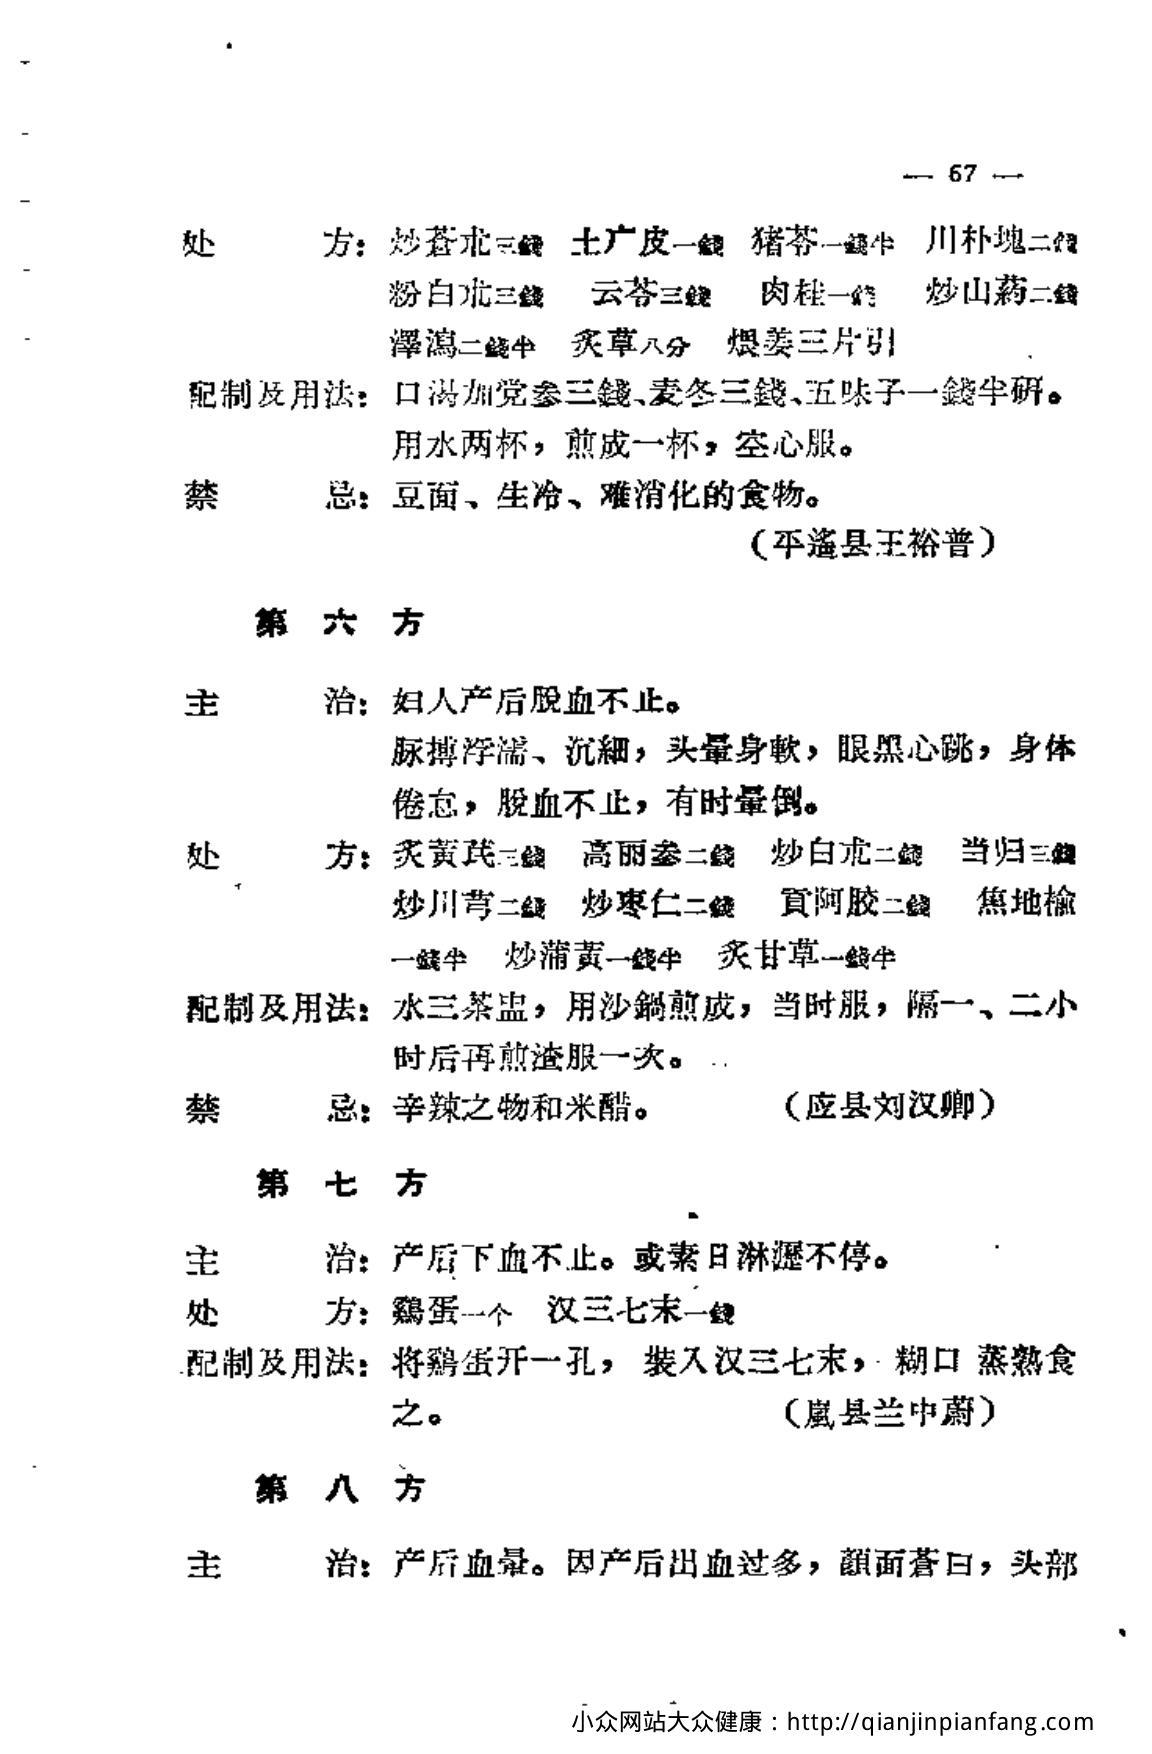 — 67 —
处 方：炒苍朮三錢 土广皮一錢 猪苓一錢半 川朴塊二錢
粉白朮三錢 云苓三錢 肉桂一錢 炒山药二錢
澤瀉二錢半 炙草八分 煨姜三片引
配制及用法：口渴加党参三錢、麦冬三錢、五味子一錢半研。
用水两杯，煎成一杯，空心服。
禁 忌：豆面、生冷、难消化的食物。
（平遙县王裕普）
第 六 方
主 治：妇人产后脫血不止。
脉搏浮濡、沉細，头暈身軟，眼黑心跳，身体
倦怠，脫血不止，有时暈倒。
处 方：炙黃芪三錢 高丽参二錢 炒白朮二錢 当归三錢
炒川芎二錢 炒枣仁二錢 貢阿胶二錢 焦地榆
一錢半 炒蒲黃一錢半 炙甘草一錢半
配制及用法：水三茶盅，用沙鍋煎成，当时服，隔一、二小
时后再煎渣服一次。
禁 忌：辛辣之物和米醋。 （应县刘汉卿）
第 七 方
主 治：产后下血不止。或素日淋瀝不停。
处 方：鷄蛋一个 汉三七末一錢
配制及用法：将鷄蛋开一孔， 裝入汉三七末， 糊口 蒸熟食
之。 （嵐县兰中蔚）
第 八 方
主 治：产后血暈。因产后出血过多，顔面蒼白，头部
小众网站大众健康：http://qianjinpianfang.com